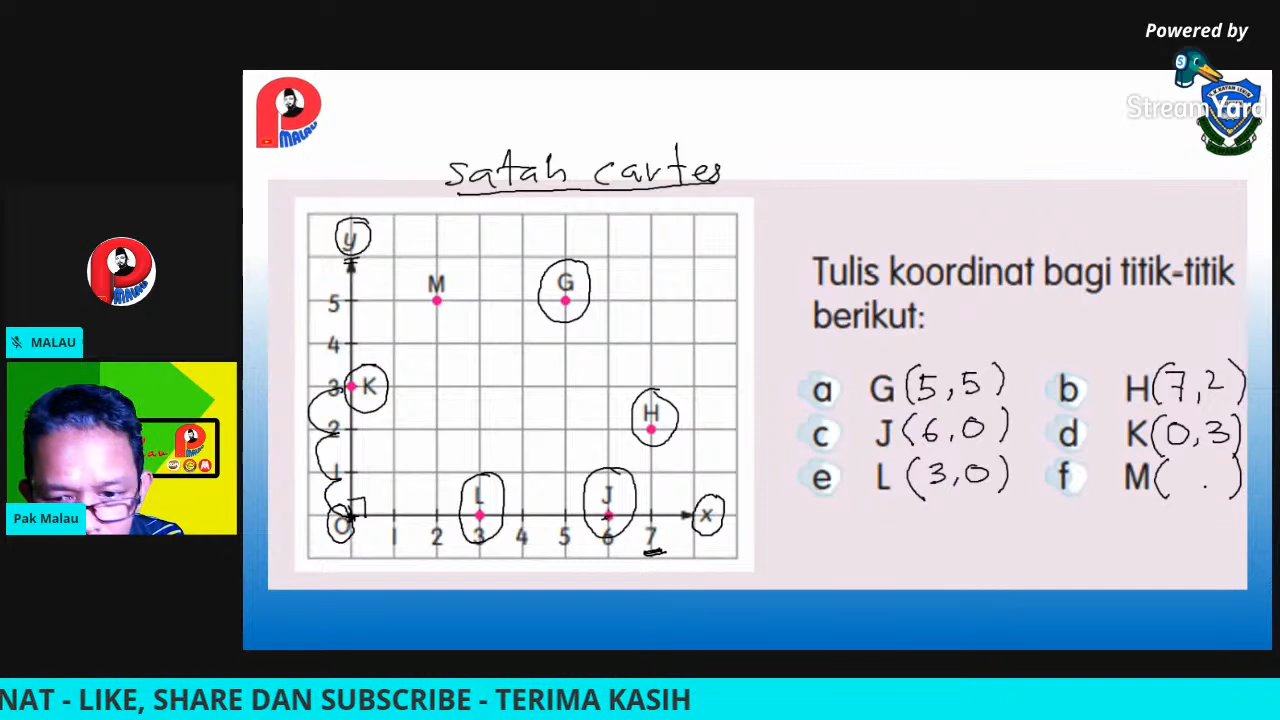 Powered by
StreamYard
P
MALAU
satah cartes
y
M
G
5
4
3
K
H
2
1
L
J
x
O
1
2
3
4
5
6
7
Tulis koordinat bagi titik-titik
berikut:
a G (5,5) b H (7,2)
c J (6,0) d K (0,3)
e L (3,0) f M ( . )
MALAU
Pak Malau
NAT - LIKE, SHARE DAN SUBSCRIBE - TERIMA KASIH